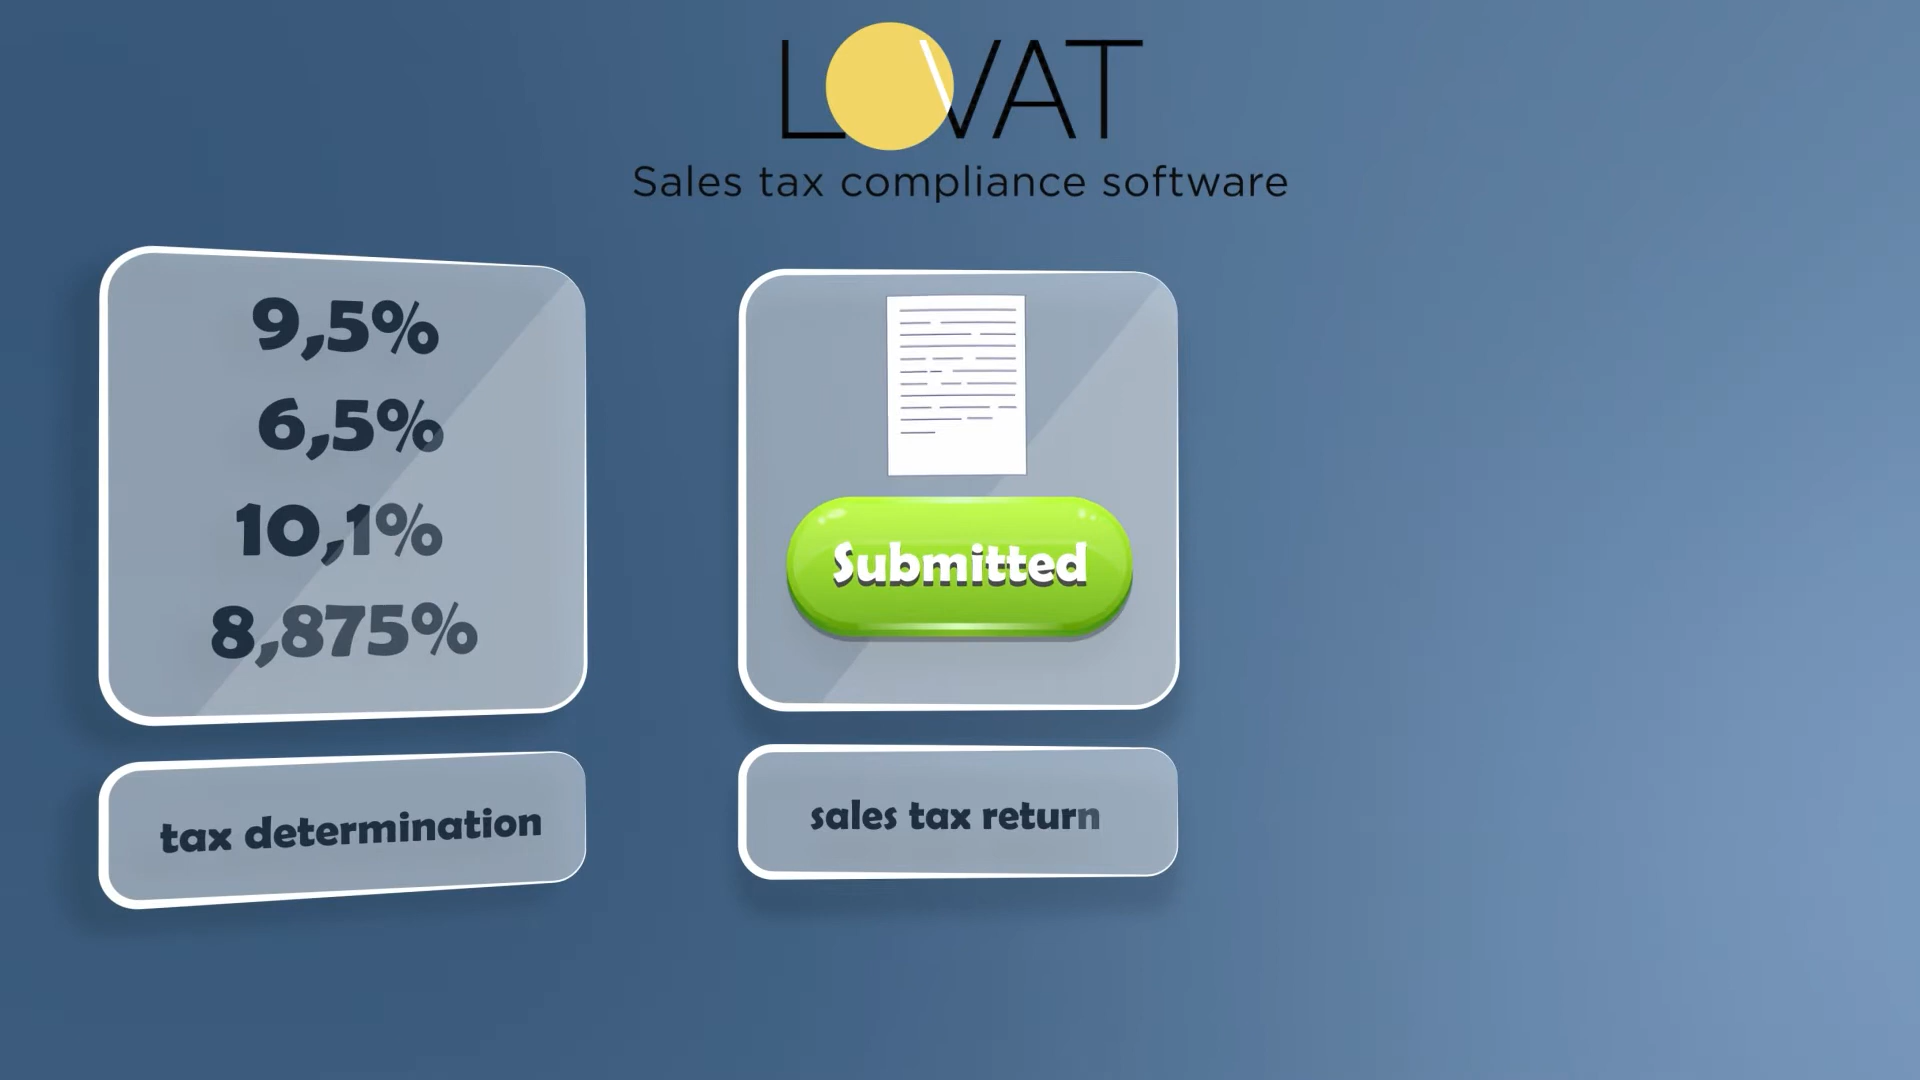 LOVAT
Sales tax compliance software
9,5%
6,5%
10,1%
8,875%
tax determination
Submitted
sales tax return